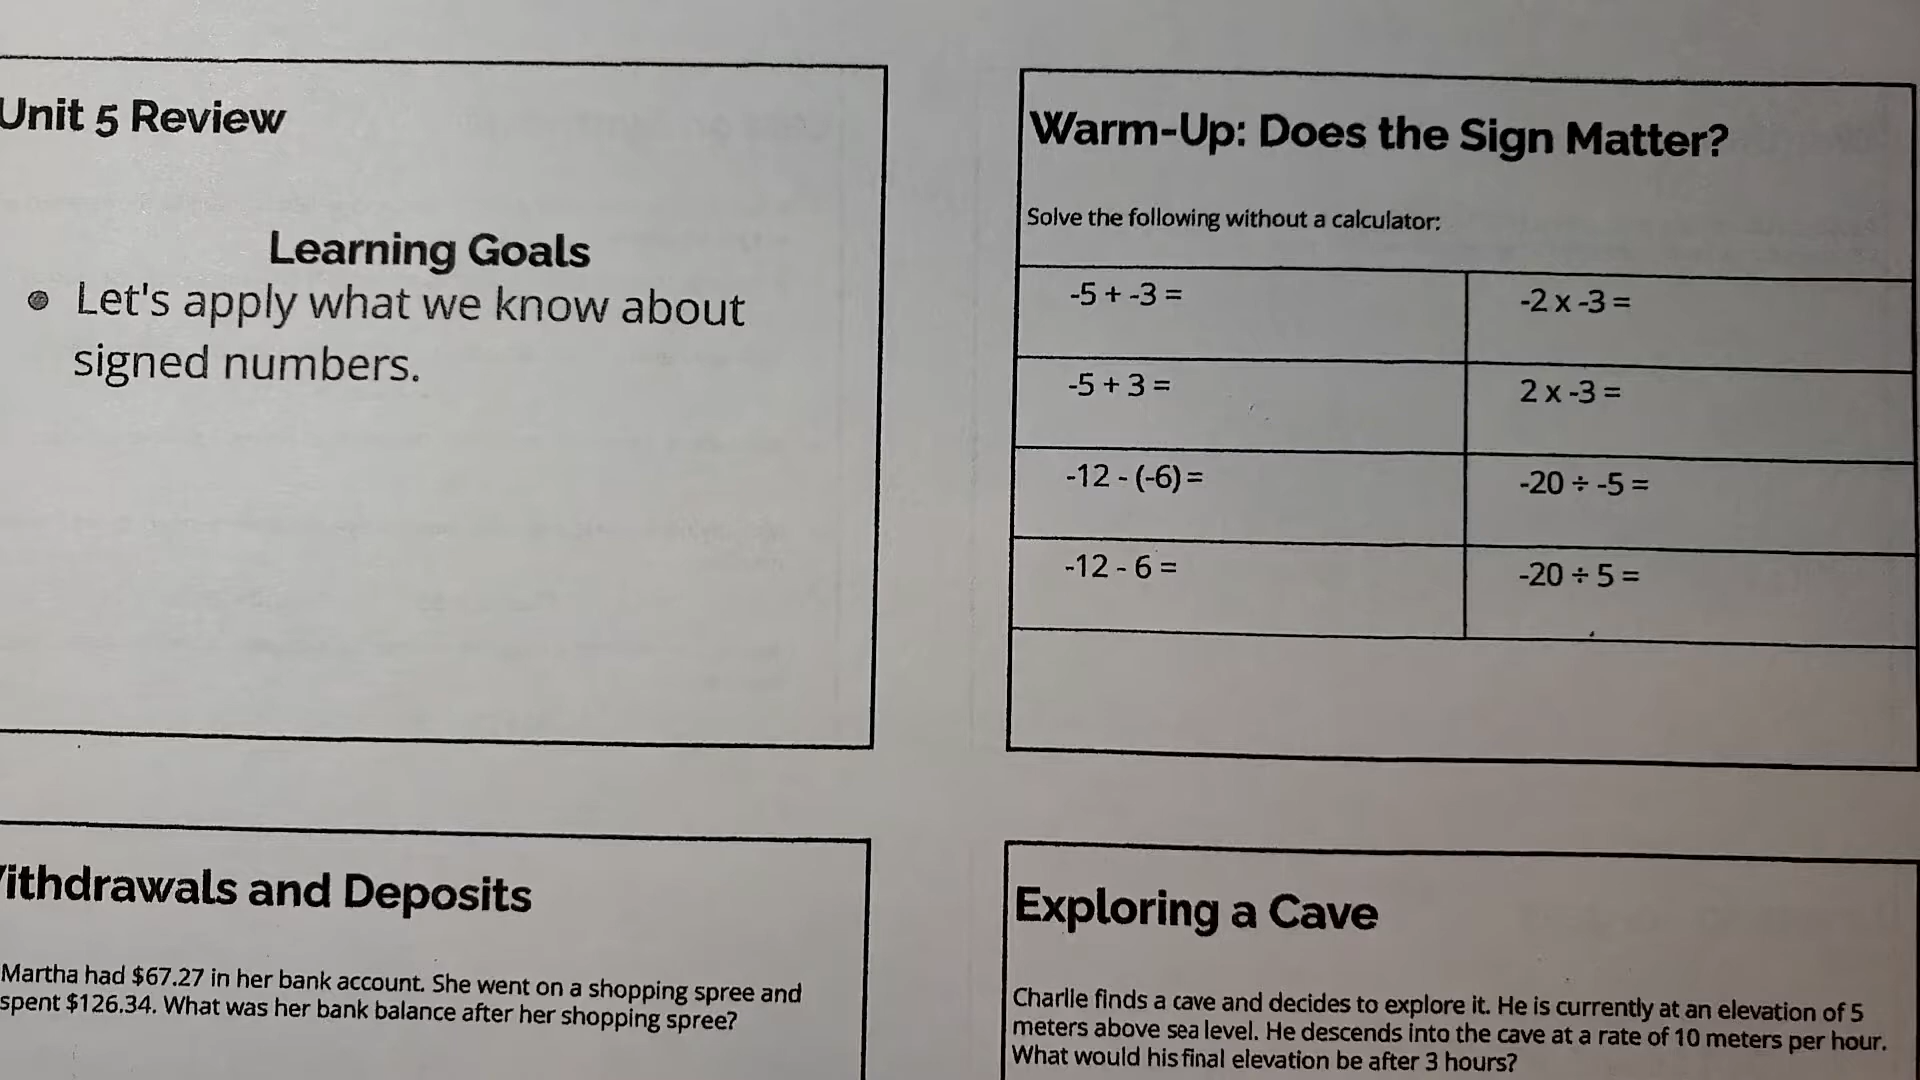 Unit 5 Review
Learning Goals
Let's apply what we know about
signed numbers.
Warm-Up: Does the Sign Matter?
Solve the following without a calculator:
-5 + -3 =
-2 x -3 =
-5 + 3 =
2 x -3 =
-12 - (-6) =
-20 ÷ -5 =
-12 - 6 =
-20 ÷ 5 =
ithdrawals and Deposits
Martha had $67.27 in her bank account. She went on a shopping spree and
spent $126.34. What was her bank balance after her shopping spree?
Exploring a Cave
Charlie finds a cave and decides to explore it. He is currently at an elevation of 5
meters above sea level. He descends into the cave at a rate of 10 meters per hour.
What would his final elevation be after 3 hours?